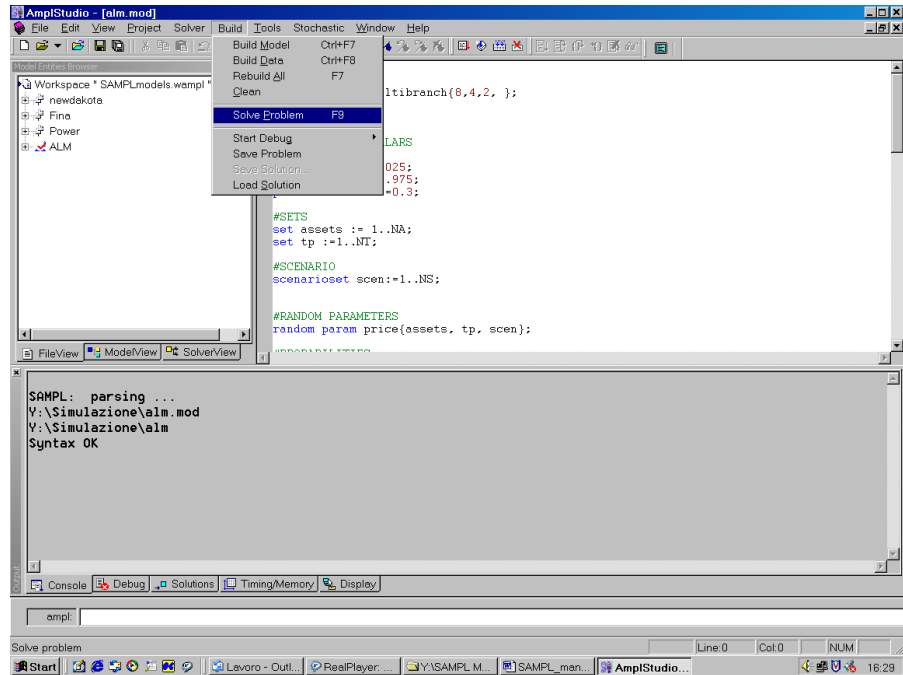 AmplStudio - [alm.mod]
File Edit View Project Solver Build Tools Stochastic Window Help
Build Model Ctrl+F7
Build Data Ctrl+F8
Rebuild All F7
Clean
Solve Problem F9
Start Debug
Save Problem
Save Solution...
Load Solution
Model Entities Browser
Workspace " SAMPLmodels.wampl "
newdakota
Fina
Power
ALM
FileView ModelView SolverView
ltibranch{8,4,2, };
LARS
025;
.975;
=0.3;
#SETS
set assets := 1..NA;
set tp :=1..NT;
#SCENARIO
scenarioset scen:=1..NS;
#RANDOM PARAMETERS
random param price{assets, tp, scen};
#PROBABILITIES
SAMPL: parsing ...
Y:\Simulazione\alm.mod
Y:\Simulazione\alm
Syntax OK
Output
Console Debug Solutions Timing/Memory Display
ampl:
Solve problem Line:0 Col:0 NUM
Start Lavoro - Outl... RealPlayer: ... Y:\SAMPL M... SAMPL_man... AmplStudio... 16:29